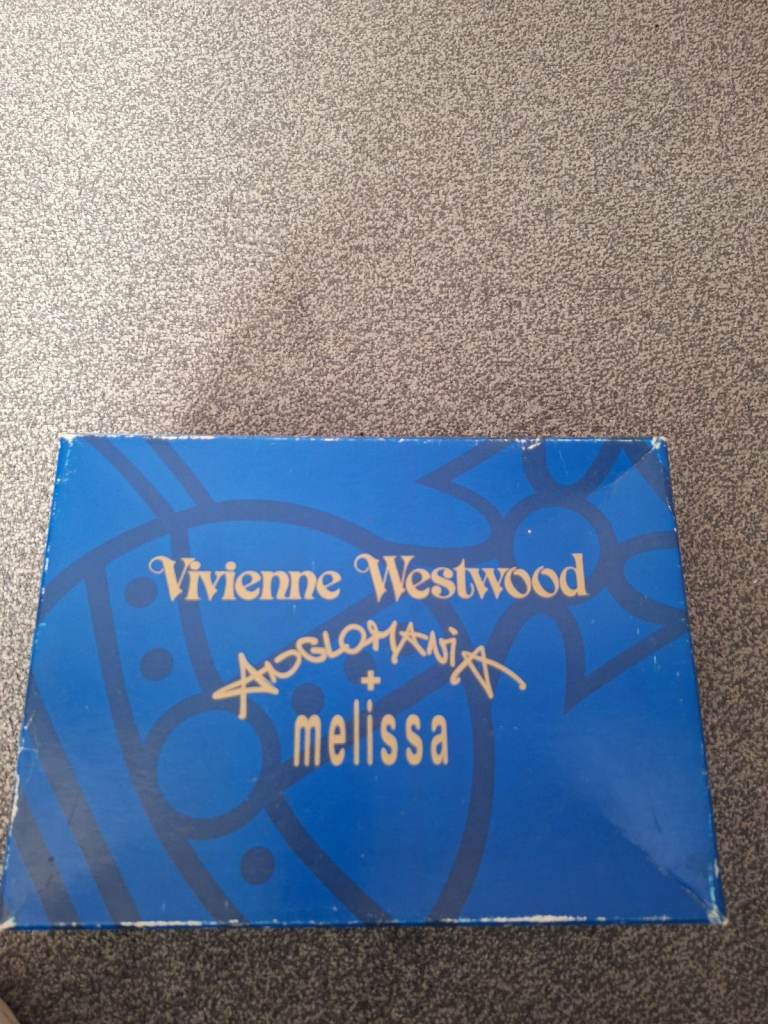 Vivienne Westwood
ANGLOMANiA
+
melissa